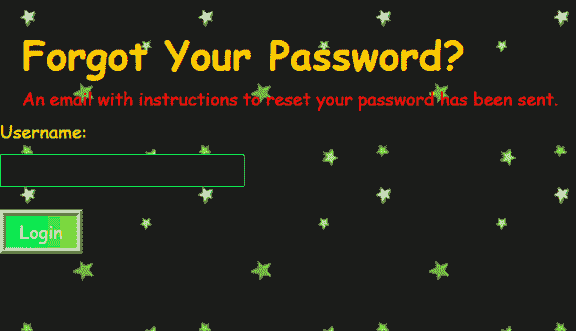 Forgot Your Password?
An email with instructions to reset your password has been sent.
Username:
Login